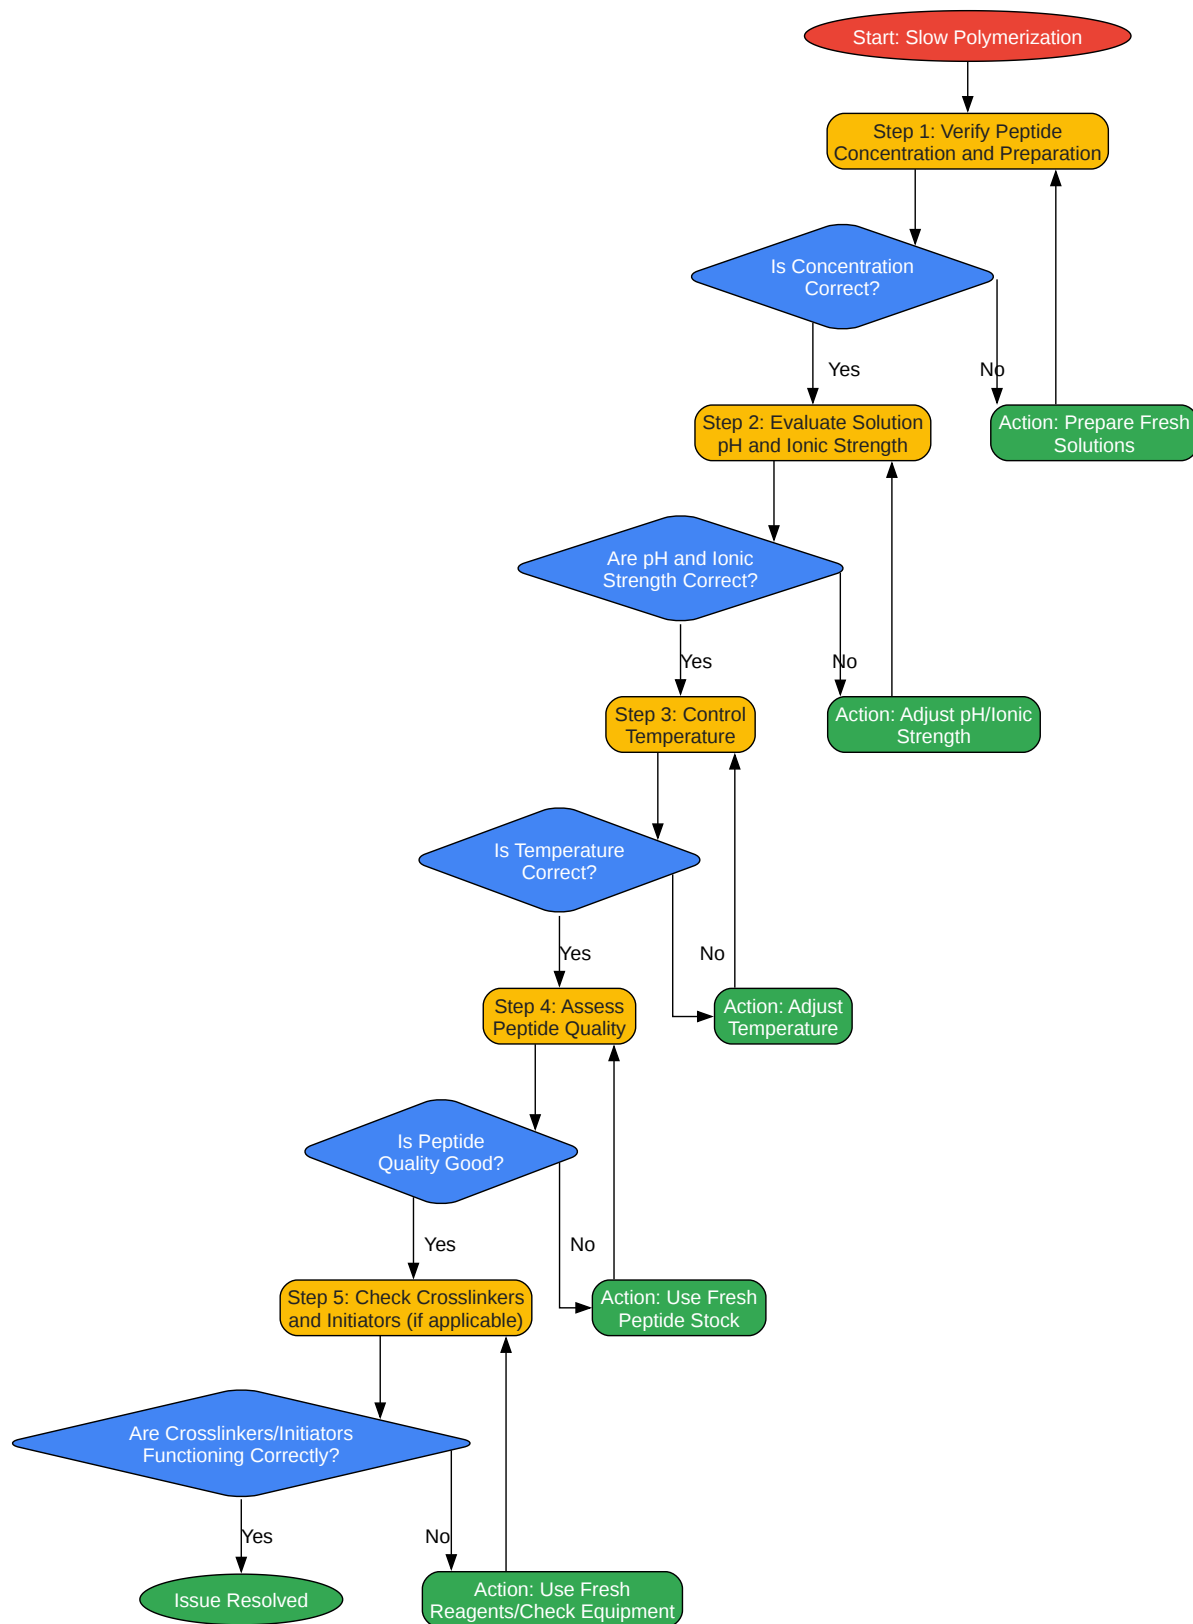 Start: Slow Polymerization
Step 1: Verify Peptide
Concentration and Preparation
Is Concentration
Correct?
Yes
No
Step 2: Evaluate Solution
pH and Ionic Strength
Action: Prepare Fresh
Solutions
Are pH and Ionic
Strength Correct?
Yes
No
Step 3: Control
Temperature
Action: Adjust pH/Ionic
Strength
Is Temperature
Correct?
Yes
No
Step 4: Assess
Peptide Quality
Action: Adjust
Temperature
Is Peptide
Quality Good?
Yes
No
Step 5: Check Crosslinkers
and Initiators (if applicable)
Action: Use Fresh
Peptide Stock
Are Crosslinkers/Initiators
Functioning Correctly?
Yes
No
Issue Resolved
Action: Use Fresh
Reagents/Check Equipment